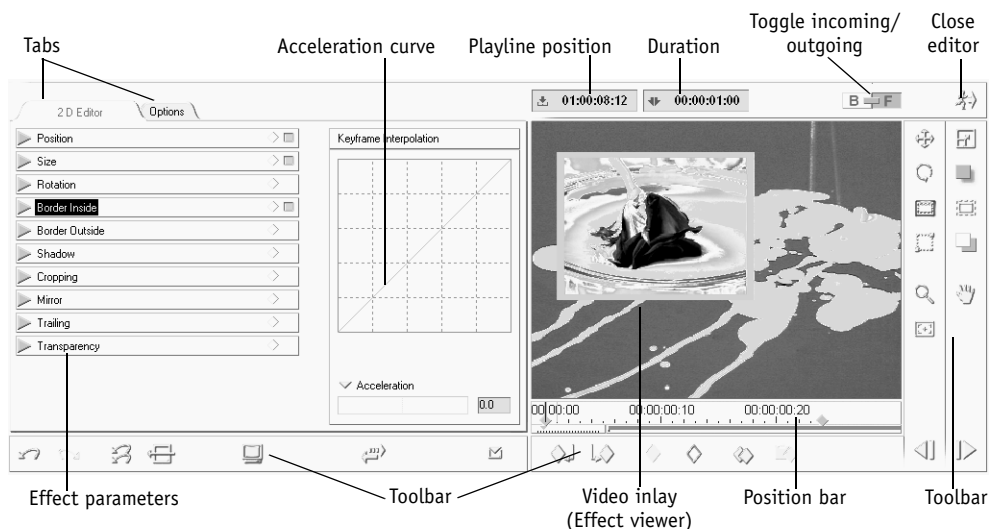 Toggle incoming/
outgoing
Close
editor
Tabs
Acceleration curve
Playline position
Duration
01:00:08:12
00:00:01:00
B
F
2D Editor
Options
Position
Size
Rotation
Border Inside
Border Outside
Shadow
Cropping
Mirror
Trailing
Transparency
Keyframe Interpolation
Acceleration
0.0
00:00:00
00:00:00:10
00:00:00:20
Effect parameters
Toolbar
Video inlay
(Effect viewer)
Position bar
Toolbar